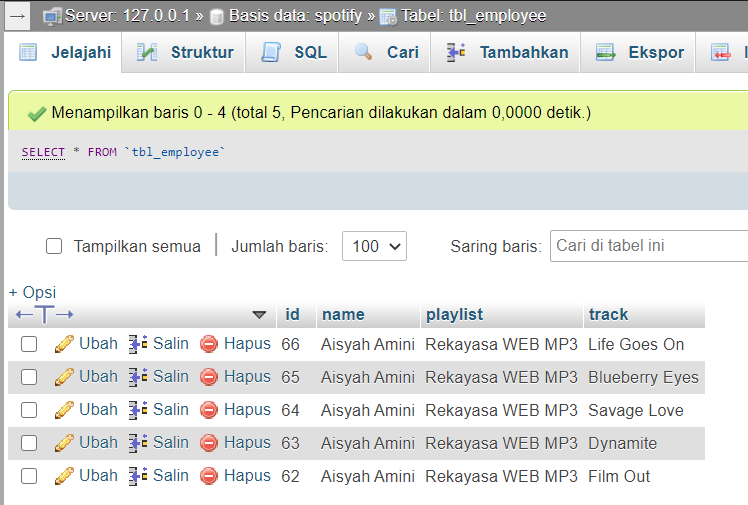 Server: 127.0.0.1 » Basis data: spotify » Tabel: tbl_employee
Jelajahi Struktur SQL Cari Tambahkan Ekspor
Menampilkan baris 0 - 4 (total 5, Pencarian dilakukan dalam 0,0000 detik.)
SELECT * FROM `tbl_employee`
Tampilkan semua | Jumlah baris: 100 Saring baris: Cari di tabel ini
+ Opsi
←T→ id name playlist track
Ubah Salin Hapus 66 Aisyah Amini Rekayasa WEB MP3 Life Goes On
Ubah Salin Hapus 65 Aisyah Amini Rekayasa WEB MP3 Blueberry Eyes
Ubah Salin Hapus 64 Aisyah Amini Rekayasa WEB MP3 Savage Love
Ubah Salin Hapus 63 Aisyah Amini Rekayasa WEB MP3 Dynamite
Ubah Salin Hapus 62 Aisyah Amini Rekayasa WEB MP3 Film Out